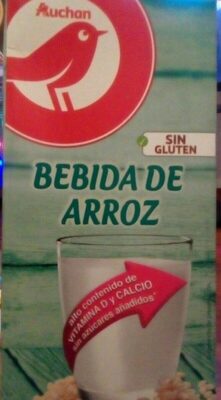 Auchan
SIN
GLUTEN
BEBIDA DE
ARROZ
alto contenido de
VITAMINA D y CALCIO
sin azúcares añadidos*